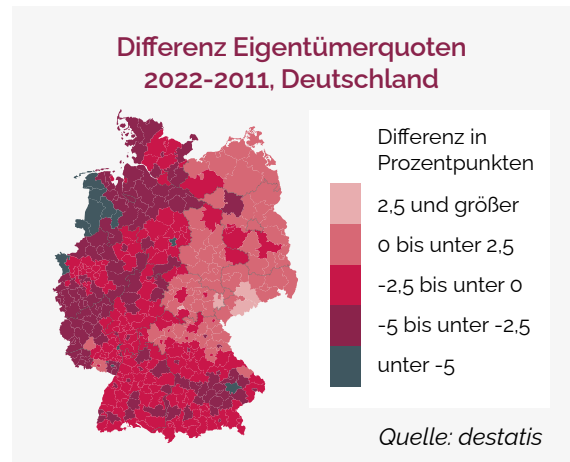 Differenz Eigentümerquoten
2022-2011, Deutschland
Differenz in
Prozentpunkten
2,5 und größer
0 bis unter 2,5
-2,5 bis unter 0
-5 bis unter -2,5
unter -5
Quelle: destatis